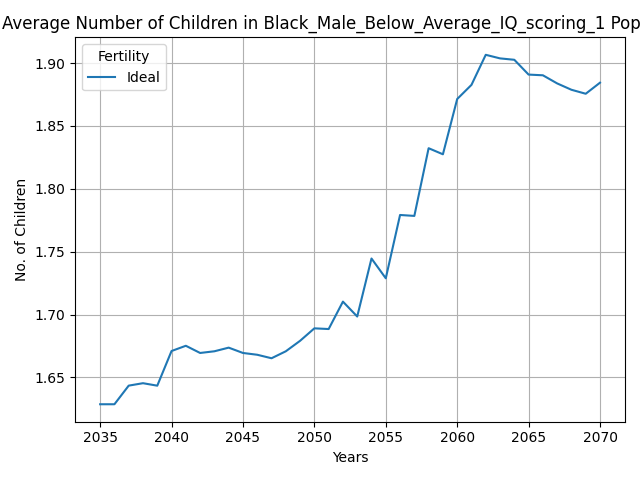 Average Number of Children in Black_Male_Below_Average_IQ_scoring_1 Pop
Fertility
Ideal
1.90
1.85
1.80
1.75
1.70
1.65
No. of Children
2035 2040 2045 2050 2055 2060 2065 2070
Years